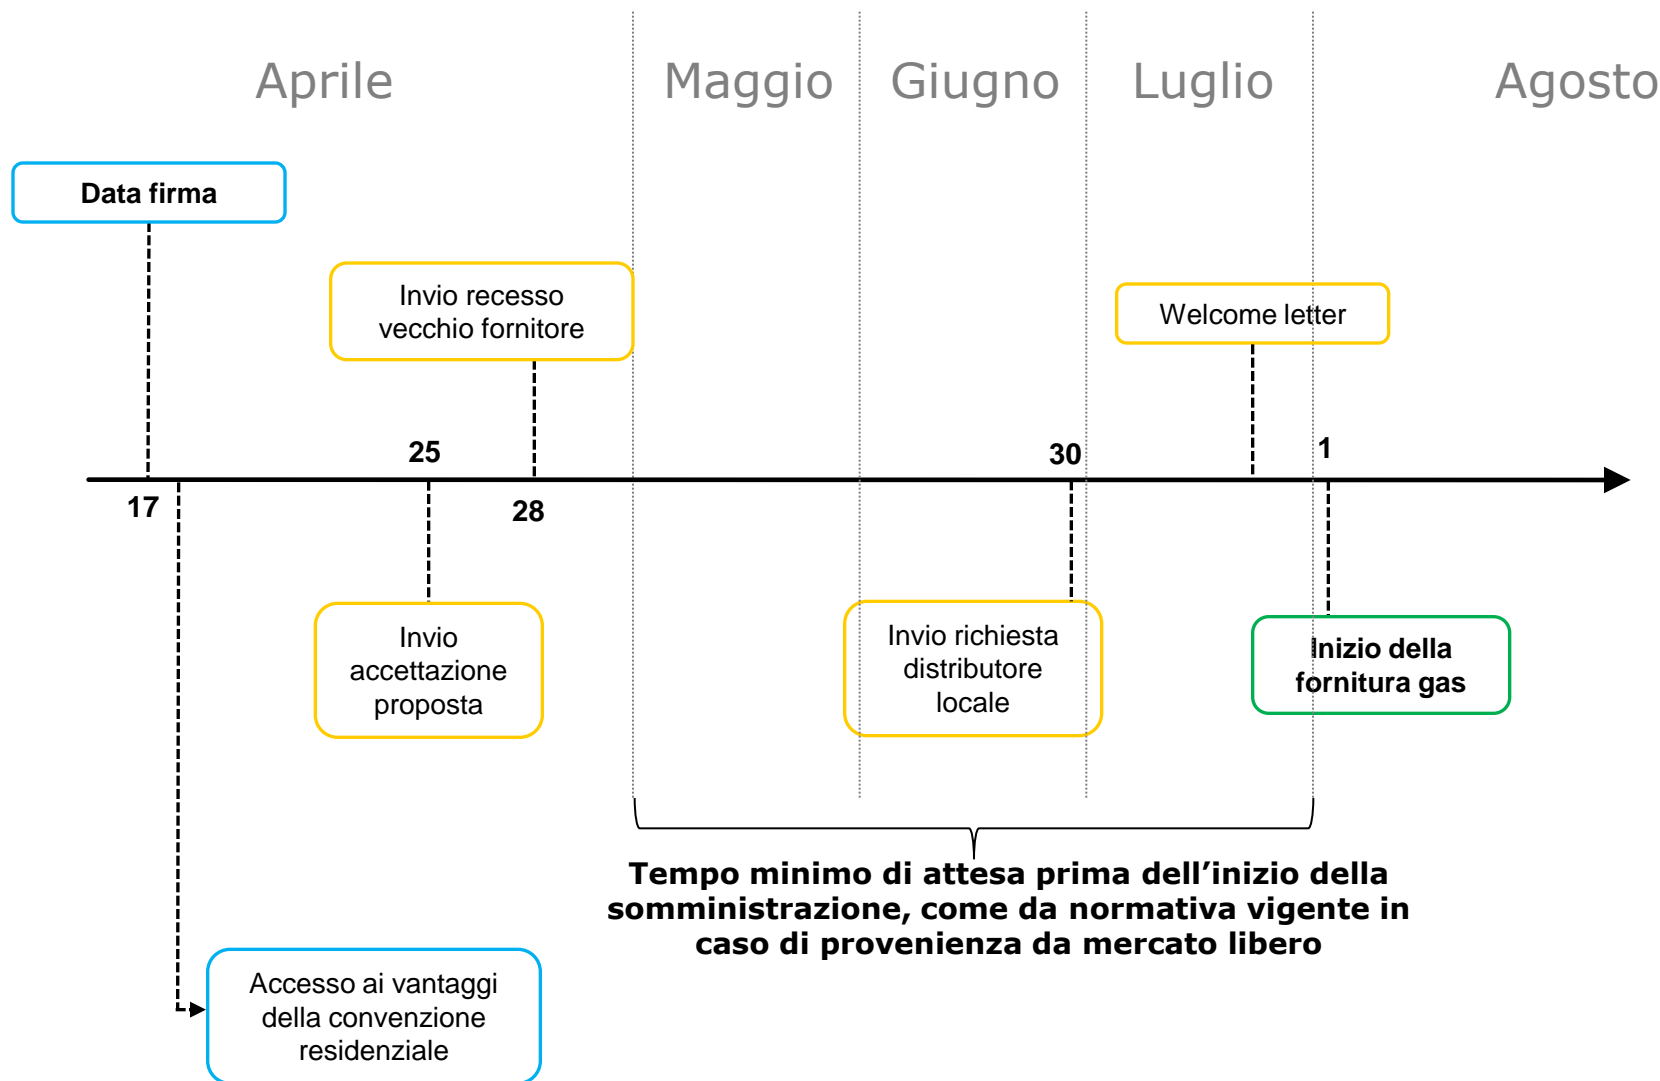 Aprile
Maggio
Giugno
Luglio
Agosto
Data firma
Invio recesso
vecchio fornitore
Welcome letter
25
30
1
17
28
Invio
accettazione
proposta
Invio richiesta
distributore
locale
Inizio della
fornitura gas
Tempo minimo di attesa prima dell’inizio della
somministrazione, come da normativa vigente in
caso di provenienza da mercato libero
Accesso ai vantaggi
della convenzione
residenziale